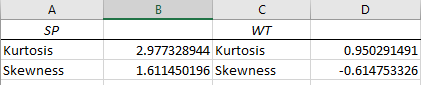 A B C D
SP WT
Kurtosis 2.977328944 Kurtosis 0.950291491
Skewness 1.611450196 Skewness -0.614753326